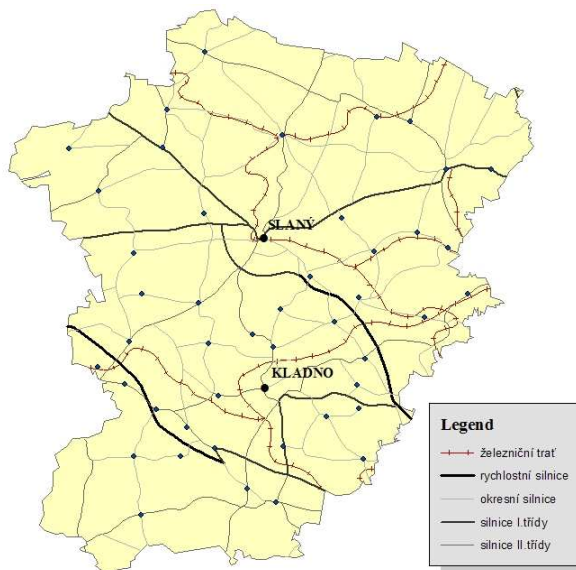 SLANÝ
KLADNO
Legend
železniční trať
rychlostní silnice
okresní silnice
silnice I.třídy
silnice II.třídy